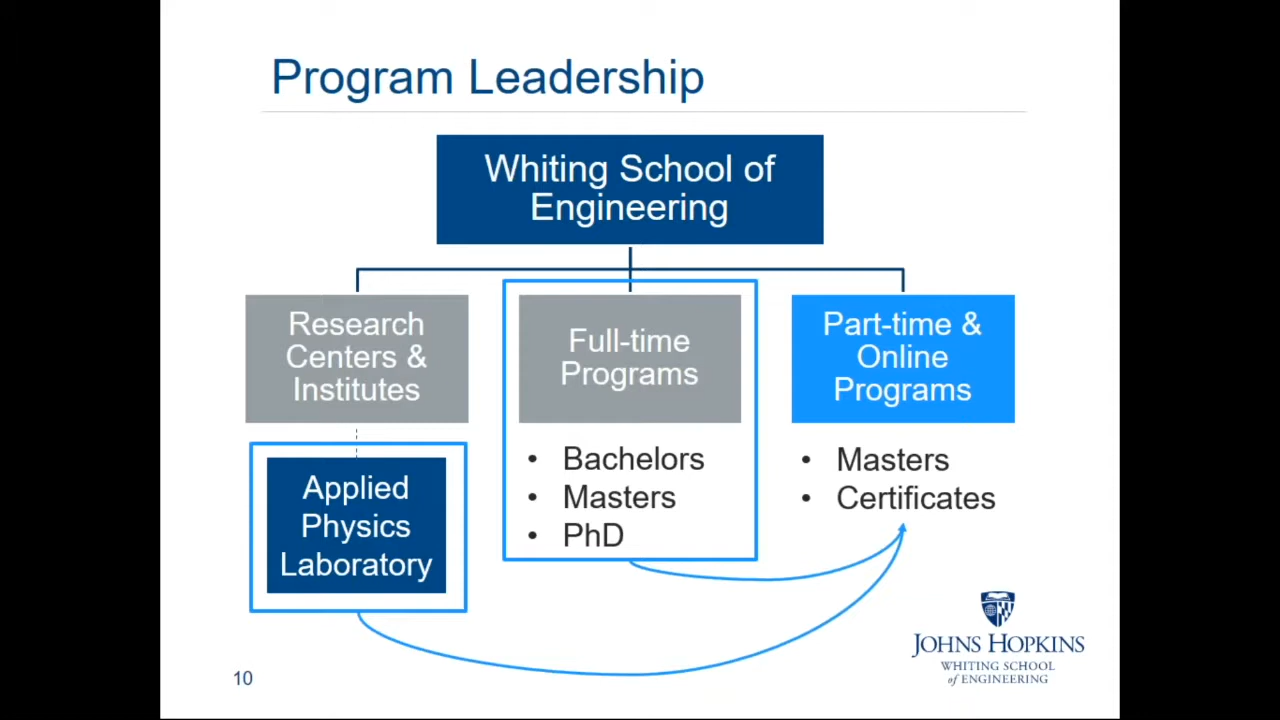 Program Leadership
Whiting School of
Engineering
Research
Centers &
Institutes
Full-time
Programs
Part-time &
Online
Programs
Applied
Physics
Laboratory
• Bachelors
• Masters
• PhD
• Masters
• Certificates
JOHNS HOPKINS
WHITING SCHOOL
of ENGINEERING
10